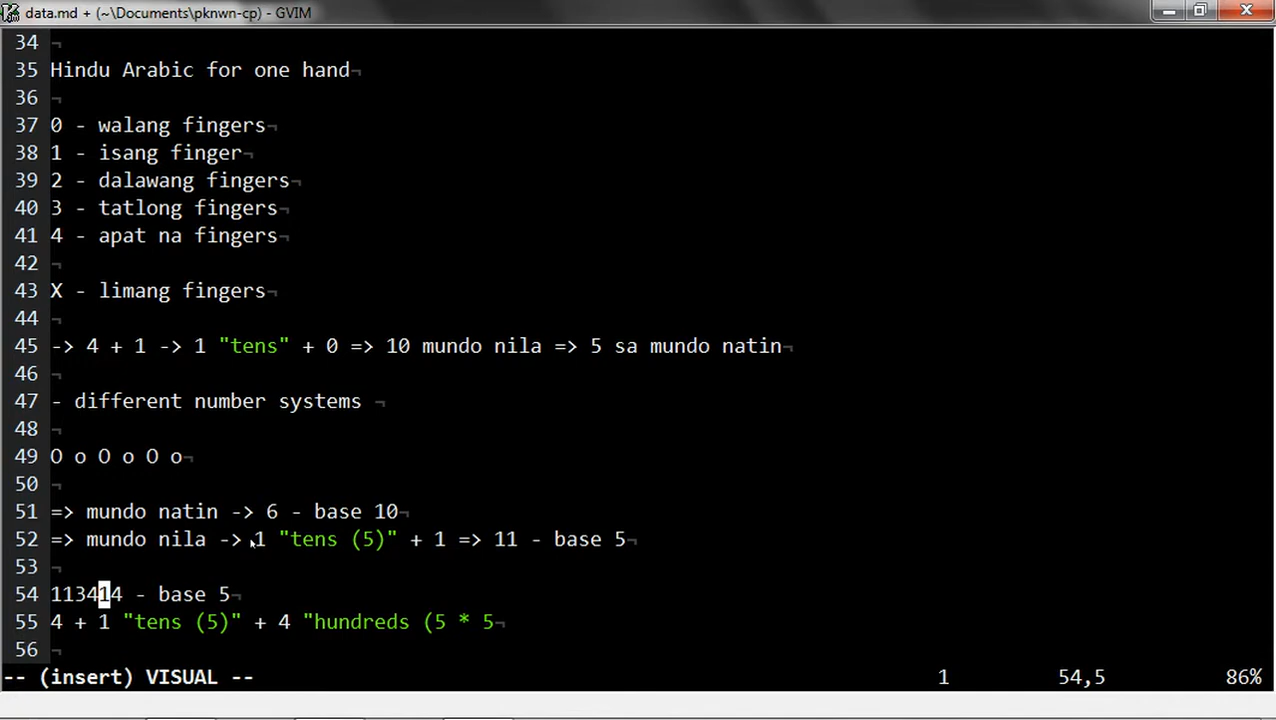 data.md + (~\Documents\pknwn-cp) - GVIM
34 ¬
35 Hindu Arabic for one hand¬
36 ¬
37 0 - walang fingers¬
38 1 - isang finger¬
39 2 - dalawang fingers¬
40 3 - tatlong fingers¬
41 4 - apat na fingers¬
42 ¬
43 X - limang fingers¬
44 ¬
45 -> 4 + 1 -> 1 "tens" + 0 => 10 mundo nila => 5 sa mundo natin¬
46 ¬
47 - different number systems ¬
48 ¬
49 O o O o O o¬
50 ¬
51 => mundo natin -> 6 - base 10¬
52 => mundo nila -> 1 "tens (5)" + 1 => 11 - base 5¬
53 ¬
54 113414 - base 5¬
55 4 + 1 "tens (5)" + 4 "hundreds (5 * 5¬
56 ¬
-- (insert) VISUAL -- 1 54,5 86%